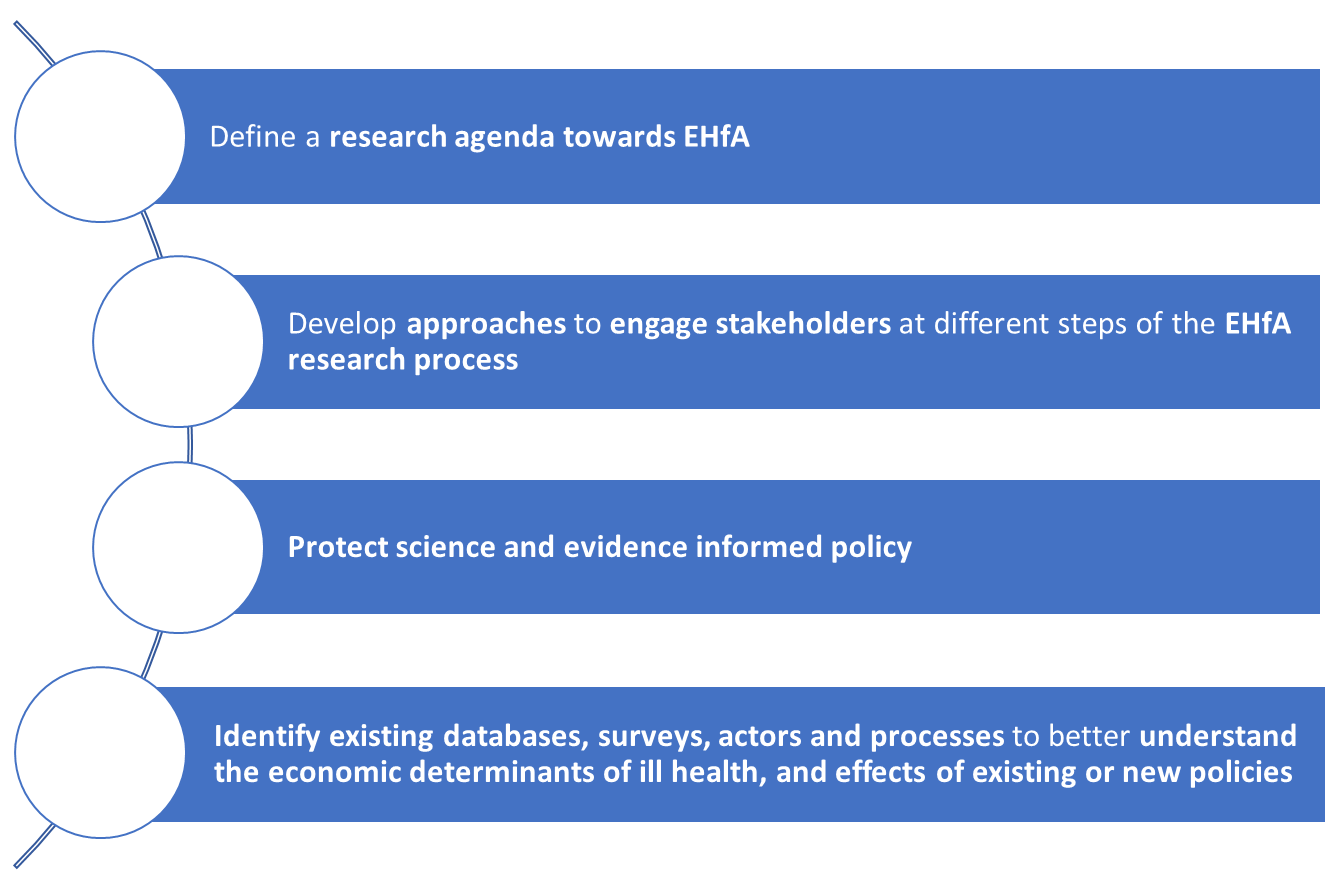 Define a research agenda towards EHfA
Develop approaches to engage stakeholders at different steps of the EHfA
research process
Protect science and evidence informed policy
Identify existing databases, surveys, actors and processes to better understand
the economic determinants of ill health, and effects of existing or new policies